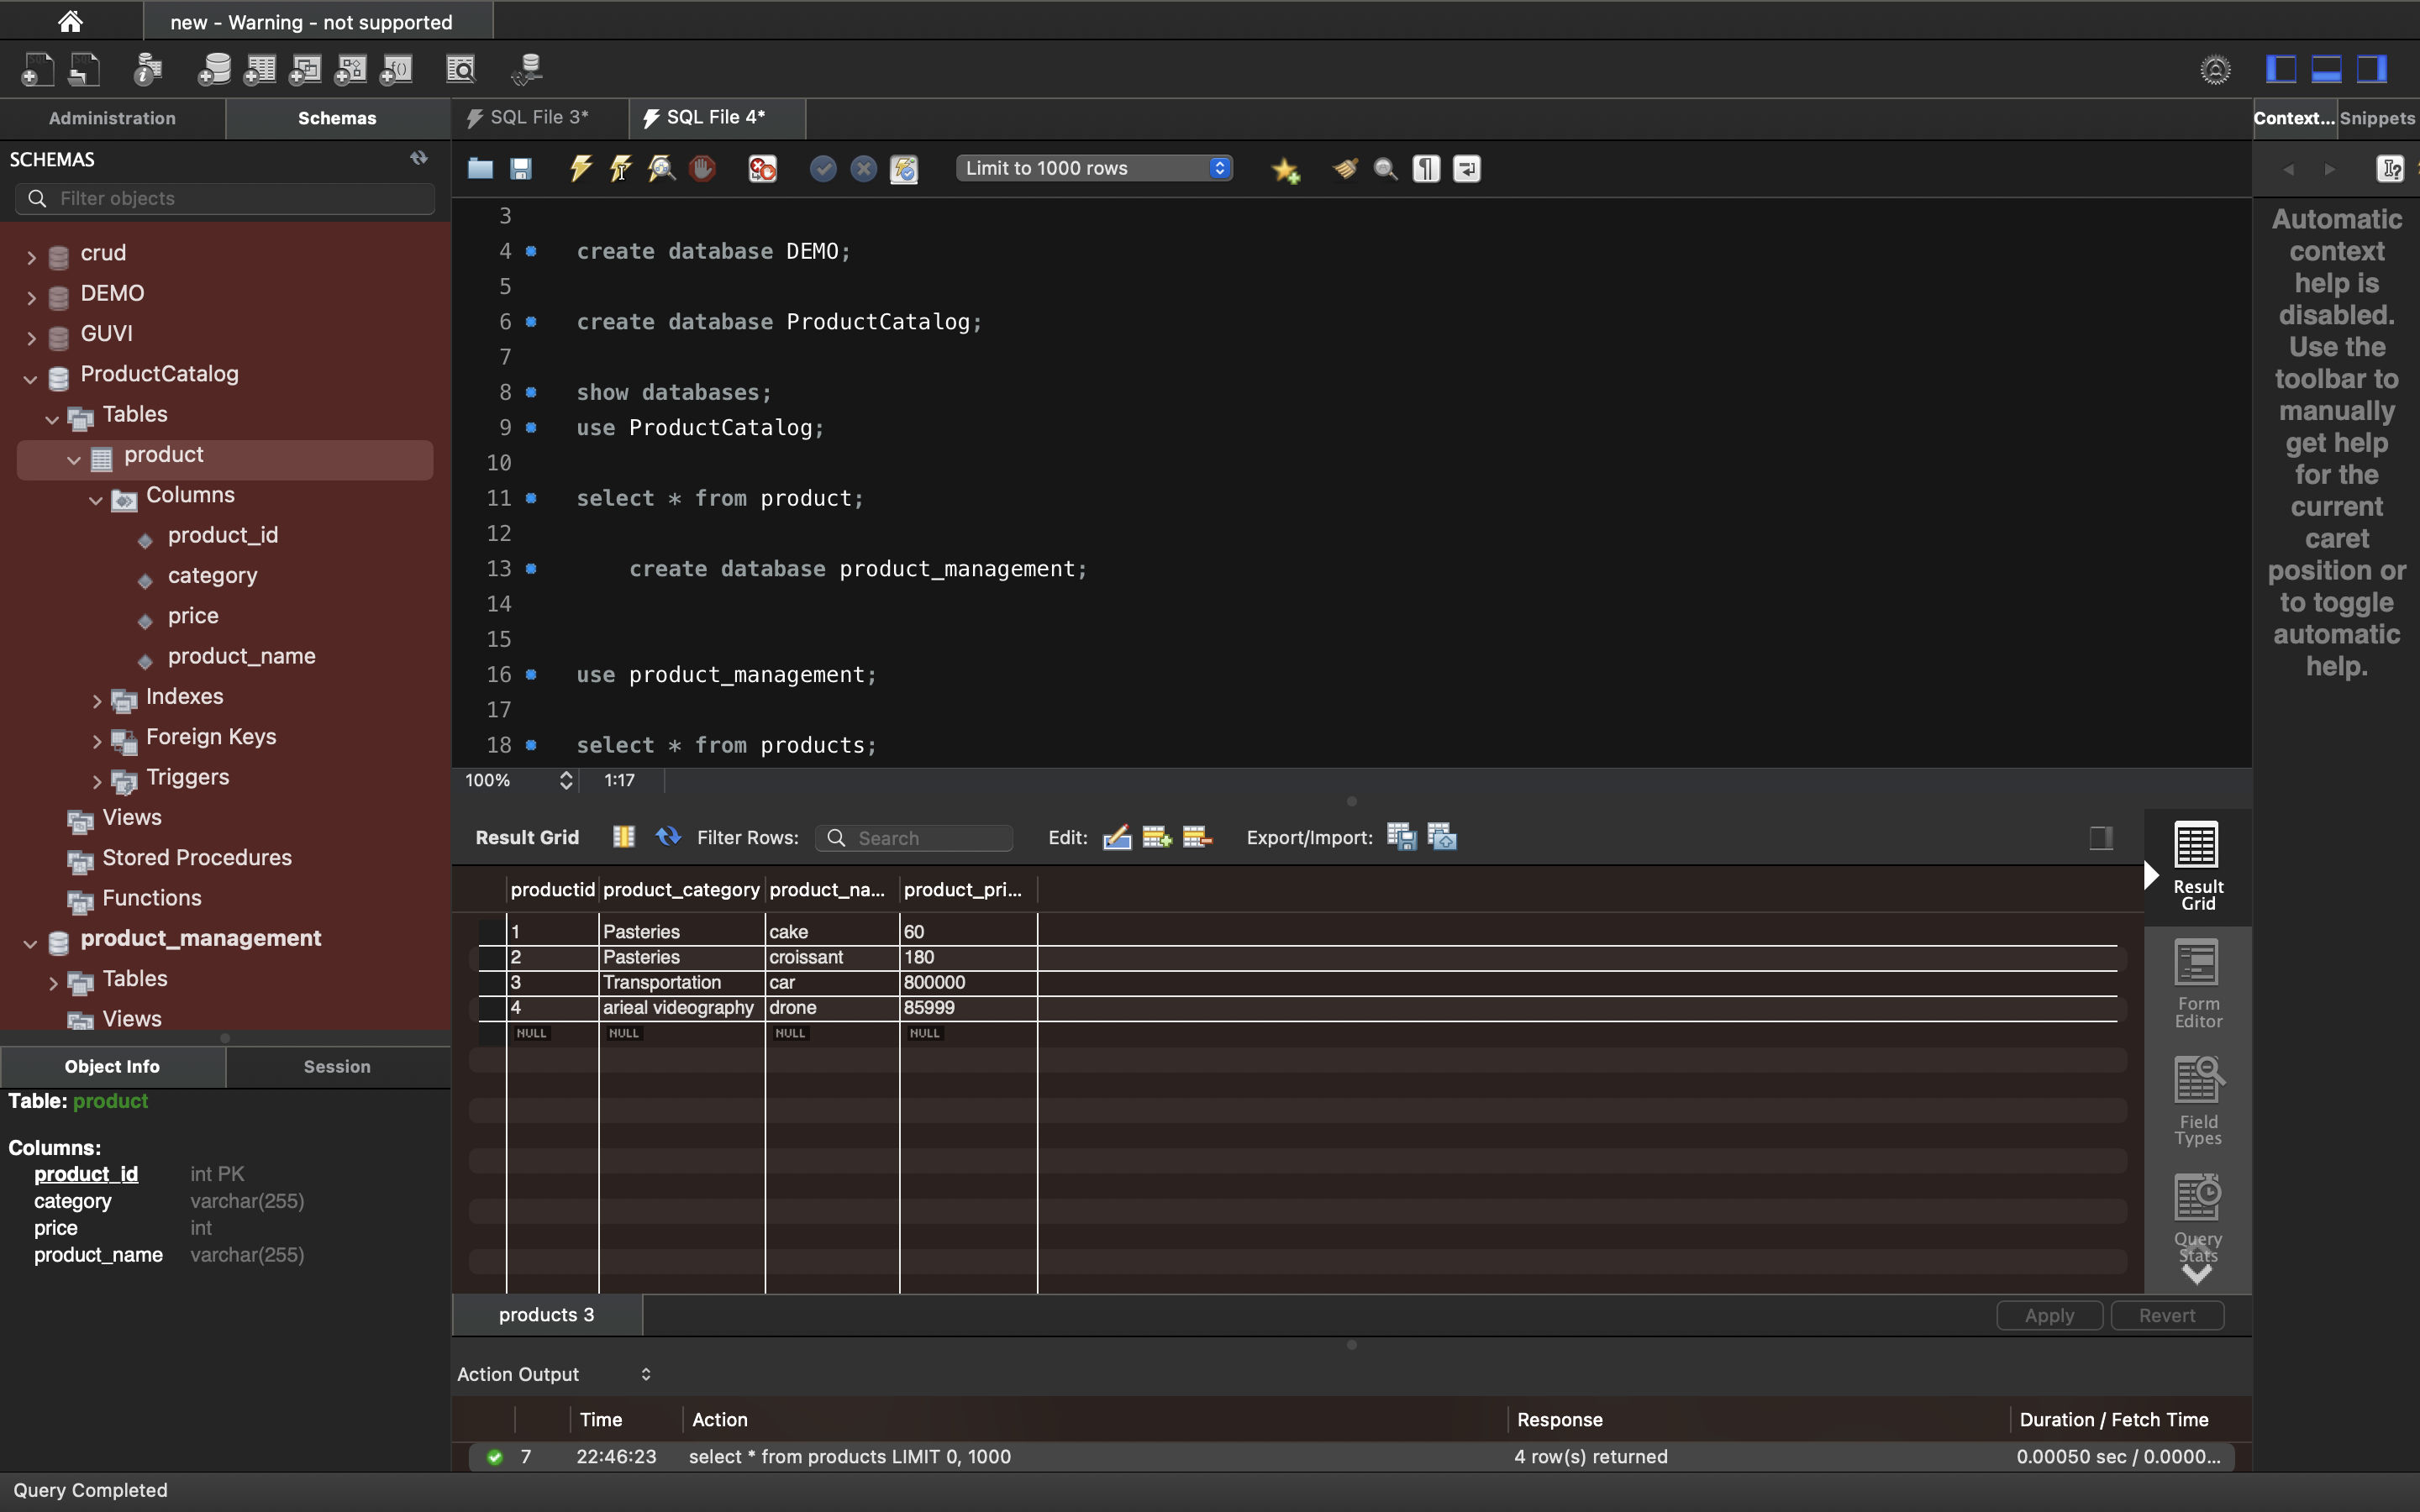 new - Warning - not supported
Administration
Schemas
SQL File 3*
SQL File 4*
Context...
Snippets
SCHEMAS
Filter objects
Limit to 1000 rows
crud
DEMO
GUVI
ProductCatalog
Tables
product
Columns
product_id
category
price
product_name
Indexes
Foreign Keys
Triggers
Views
Stored Procedures
Functions
product_management
Tables
Views
3
4 create database DEMO;
5
6 create database ProductCatalog;
7
8 show databases;
9 use ProductCatalog;
10
11 select * from product;
12
13 create database product_management;
14
15
16 use product_management;
17
18 select * from products;
100% 1:17
Automatic
context
help is
disabled.
Use the
toolbar to
manually
get help
for the
current
caret
position or
to toggle
automatic
help.
Result Grid Filter Rows: Search Edit: Export/Import:
productid product_category product_na... product_pri...
1 Pasteries cake 60
2 Pasteries croissant 180
3 Transportation car 800000
4 arieal videography drone 85999
NULL NULL NULL NULL
Result
Grid
Form
Editor
Field
Types
Query
Stats
products 3
Apply
Revert
Object Info
Session
Table: product
Columns:
product_id int PK
category varchar(255)
price int
product_name varchar(255)
Action Output
Time Action Response Duration / Fetch Time
7 22:46:23 select * from products LIMIT 0, 1000 4 row(s) returned 0.00050 sec / 0.0000...
Query Completed